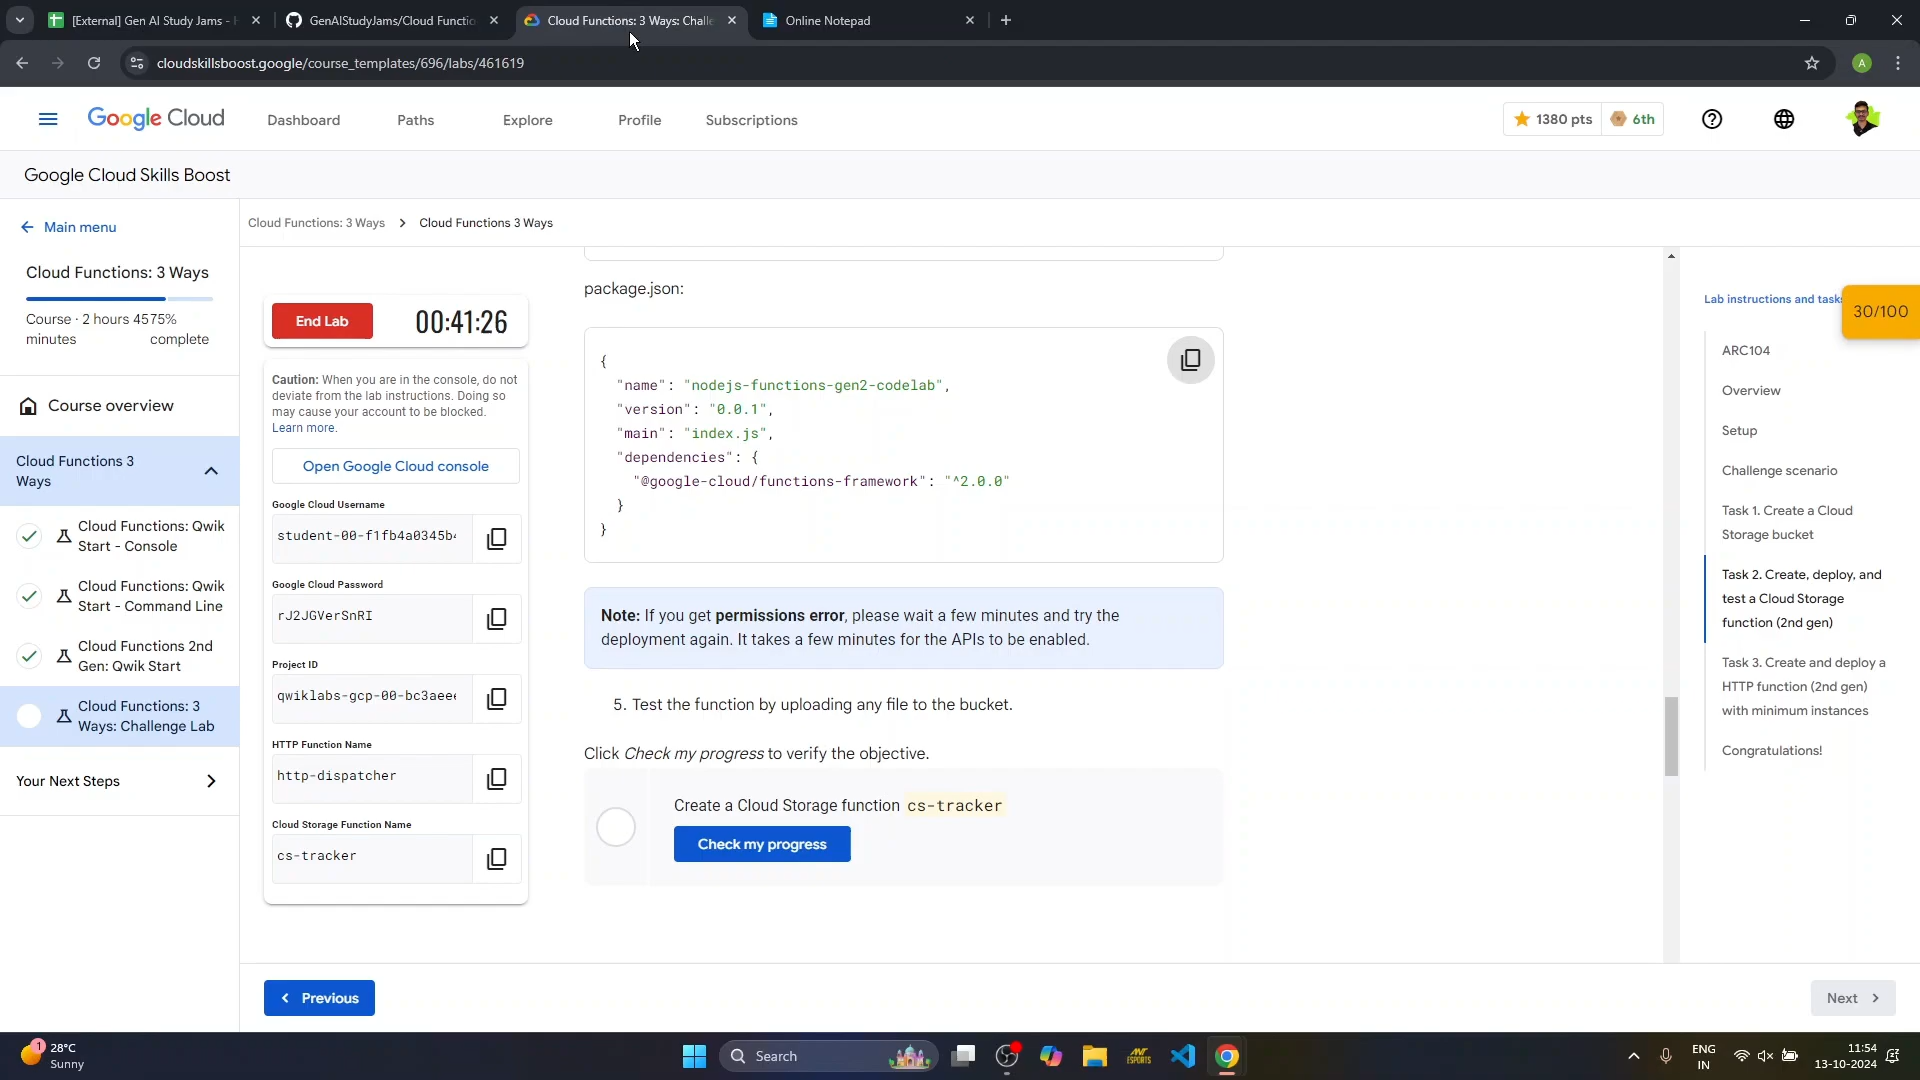 [External] Gen AI Study Jams -
GenAIStudyJams/Cloud Functio
Cloud Functions: 3 Ways: Challe
Online Notepad
cloudskillsboost.google/course_templates/696/labs/461619
A
Google Cloud
Dashboard
Paths
Explore
Profile
Subscriptions
1380 pts
6th
Google Cloud Skills Boost
Main menu
Cloud Functions: 3 Ways
Course · 2 hours 45
minutes
75%
complete
Course overview
Cloud Functions 3
Ways
Cloud Functions: Qwik
Start - Console
Cloud Functions: Qwik
Start - Command Line
Cloud Functions 2nd
Gen: Qwik Start
Cloud Functions: 3
Ways: Challenge Lab
Your Next Steps
Cloud Functions: 3 Ways > Cloud Functions 3 Ways
End Lab
00:41:26
Caution: When you are in the console, do not
deviate from the lab instructions. Doing so
may cause your account to be blocked.
Learn more.
Open Google Cloud console
Google Cloud Username
student-00-f1fb4a0345b
Google Cloud Password
rJ2JGVerSnRI
Project ID
qwiklabs-gcp-00-bc3aee
HTTP Function Name
http-dispatcher
Cloud Storage Function Name
cs-tracker
package.json:
{
"name": "nodejs-functions-gen2-codelab",
"version": "0.0.1",
"main": "index.js",
"dependencies": {
"@google-cloud/functions-framework": "^2.0.0"
}
}
Note: If you get permissions error, please wait a few minutes and try the
deployment again. It takes a few minutes for the APIs to be enabled.
5. Test the function by uploading any file to the bucket.
Click Check my progress to verify the objective.
Create a Cloud Storage function cs-tracker
Check my progress
Lab instructions and tasks
30/100
ARC104
Overview
Setup
Challenge scenario
Task 1. Create a Cloud
Storage bucket
Task 2. Create, deploy, and
test a Cloud Storage
function (2nd gen)
Task 3. Create and deploy a
HTTP function (2nd gen)
with minimum instances
Congratulations!
Previous
Next
1
28°C
Sunny
Search
ANT
ESPORTS
ENG
IN
11:54
13-10-2024